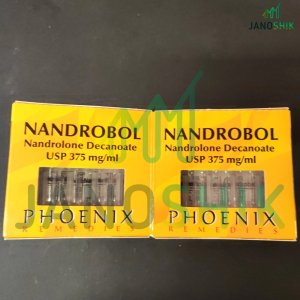 JANOSHIK
NANDROBOL
Nandrolone Decanoate
USP 375 mg/ml
PHOENIX
REMEDIES
NANDROBOL
Nandrolone Decanoate
USP 375 mg/ml
PHOENIX
REMEDIES
JANOSHIK